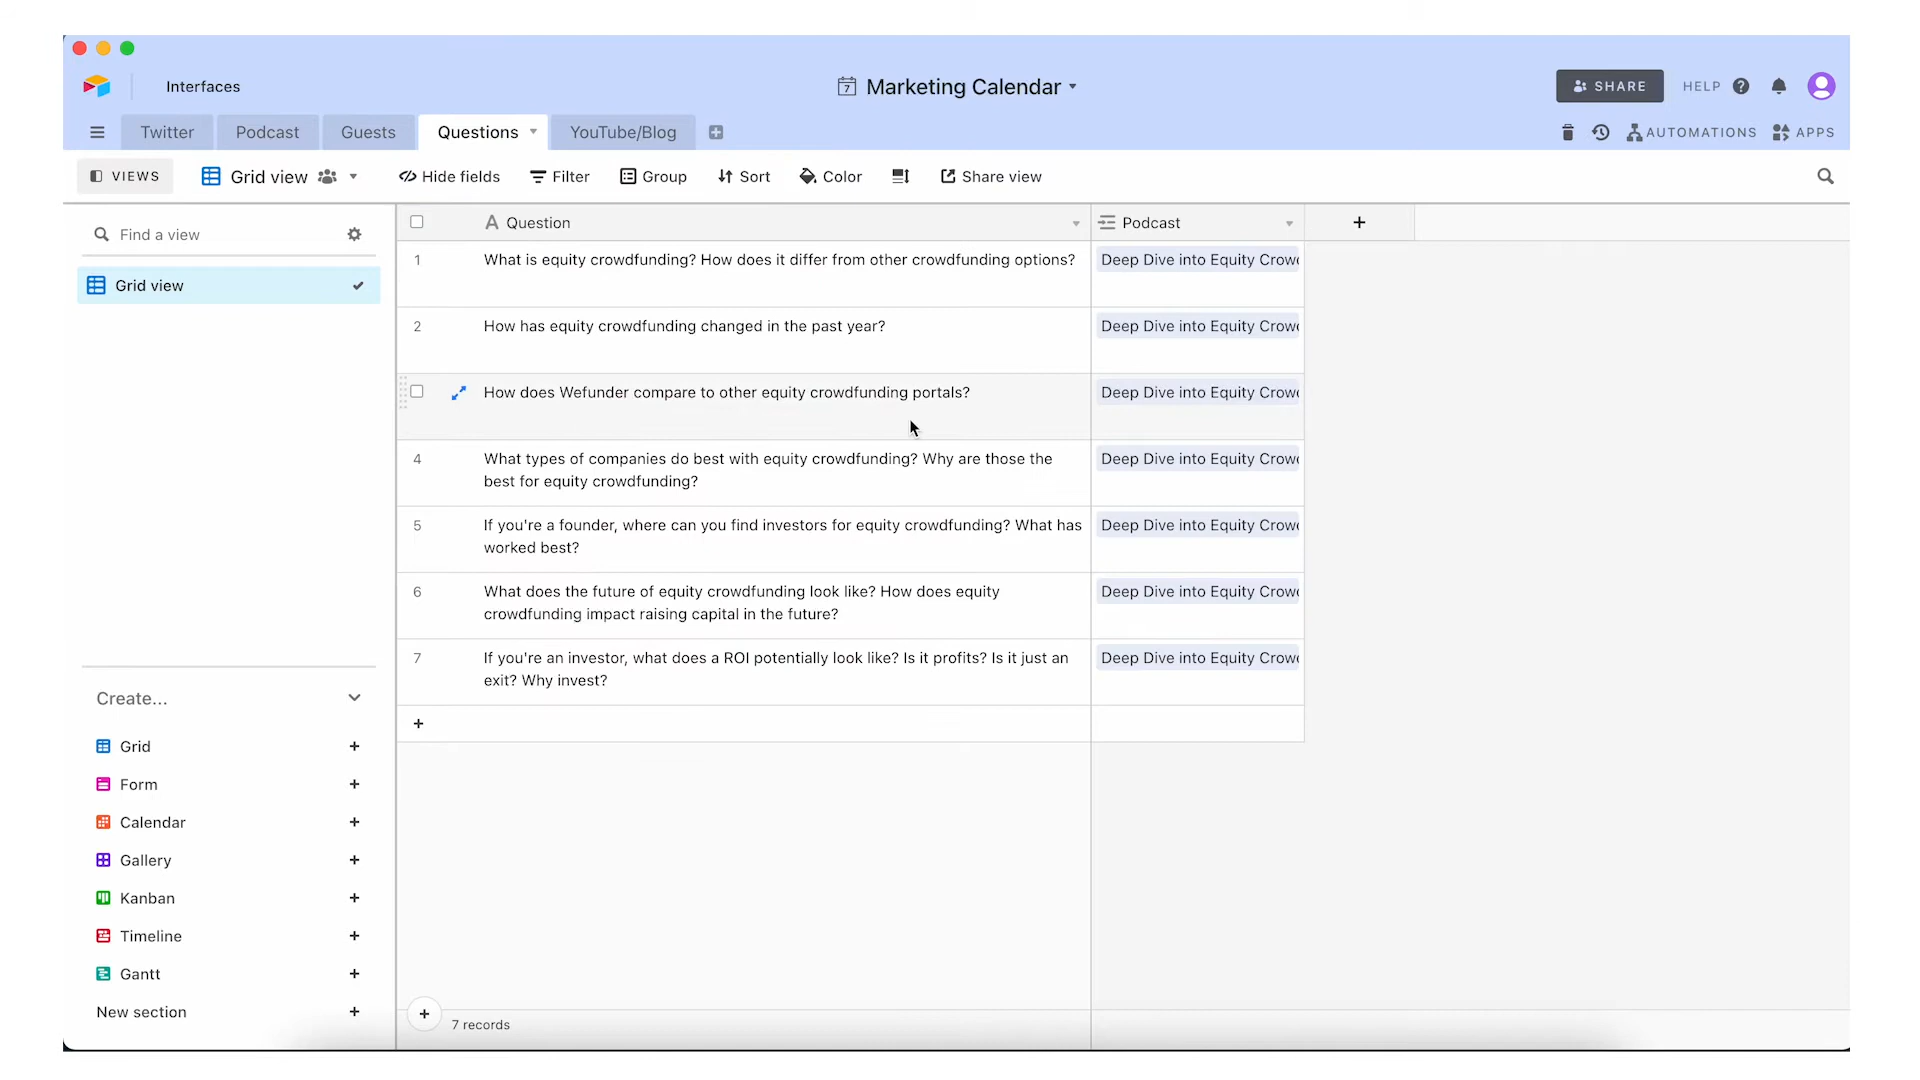 Interfaces
7
Marketing Calendar
SHARE
HELP
?
Twitter
Podcast
Guests
Questions
YouTube/Blog
AUTOMATIONS
APPS
VIEWS
Grid view
Hide fields
Filter
Group
Sort
Color
Share view
Find a view
Grid view
A Question
Podcast
1
What is equity crowdfunding? How does it differ from other crowdfunding options?
Deep Dive into Equity Crow
2
How has equity crowdfunding changed in the past year?
Deep Dive into Equity Crow
How does Wefunder compare to other equity crowdfunding portals?
Deep Dive into Equity Crow
4
What types of companies do best with equity crowdfunding? Why are those the
best for equity crowdfunding?
Deep Dive into Equity Crow
5
If you're a founder, where can you find investors for equity crowdfunding? What has
worked best?
Deep Dive into Equity Crow
6
What does the future of equity crowdfunding look like? How does equity
crowdfunding impact raising capital in the future?
Deep Dive into Equity Crow
7
If you're an investor, what does a ROI potentially look like? Is it profits? Is it just an
exit? Why invest?
Deep Dive into Equity Crow
Create...
Grid
Form
Calendar
Gallery
Kanban
Timeline
Gantt
New section
7 records